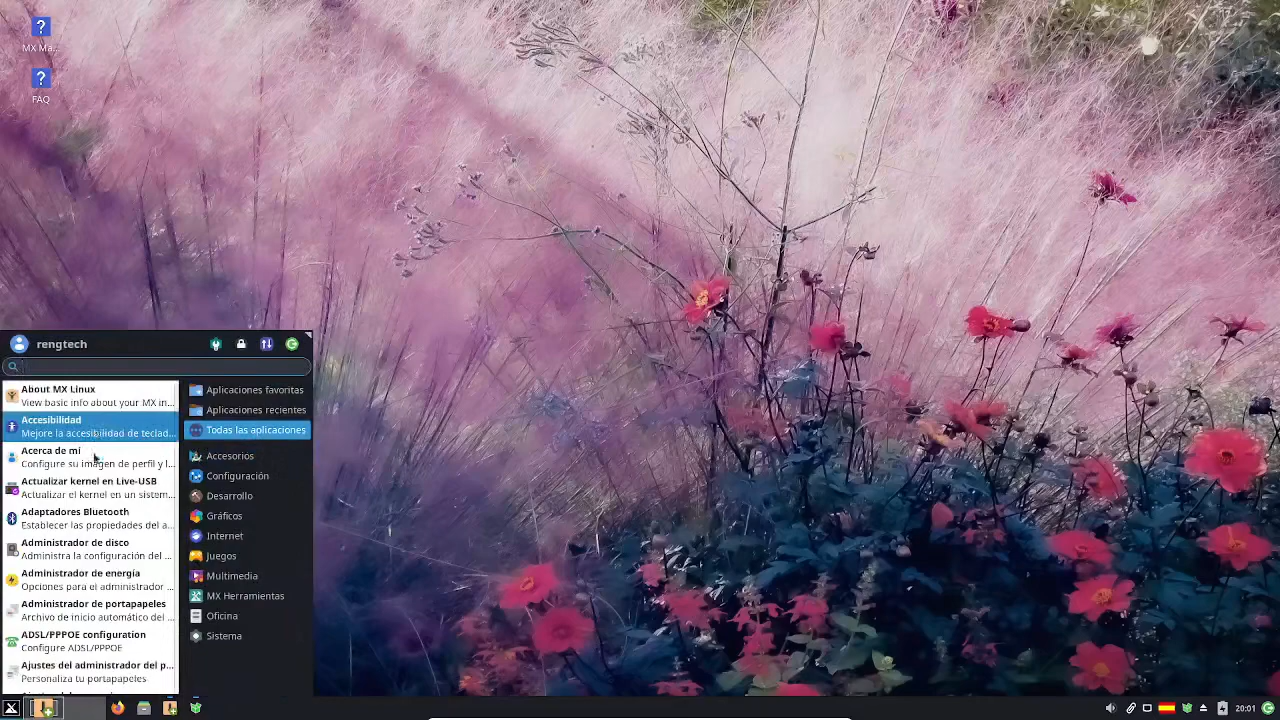 MX Ma...
FAQ
rengtech
About MX Linux
View basic info about your MX in...
Accesibilidad
Mejore la accesibilidad de teclad...
Acerca de mí
Configure su imagen de perfil y l...
Actualizar kernel en Live-USB
Actualizar el kernel en un sistem...
Adaptadores Bluetooth
Establecer las propiedades del a...
Administrador de disco
Administra la configuración del ...
Administrador de energía
Opciones para el administrador ...
Administrador de portapapeles
Archivo de inicio automático del ...
ADSL/PPPOE configuration
Configure ADSL/PPPOE
Ajustes del administrador del p...
Personaliza tu portapapeles
Aplicaciones favoritas
Aplicaciones recientes
Todas las aplicaciones
Accesorios
Configuración
Desarrollo
Gráficos
Internet
Juegos
Multimedia
MX Herramientas
Oficina
Sistema
20:01